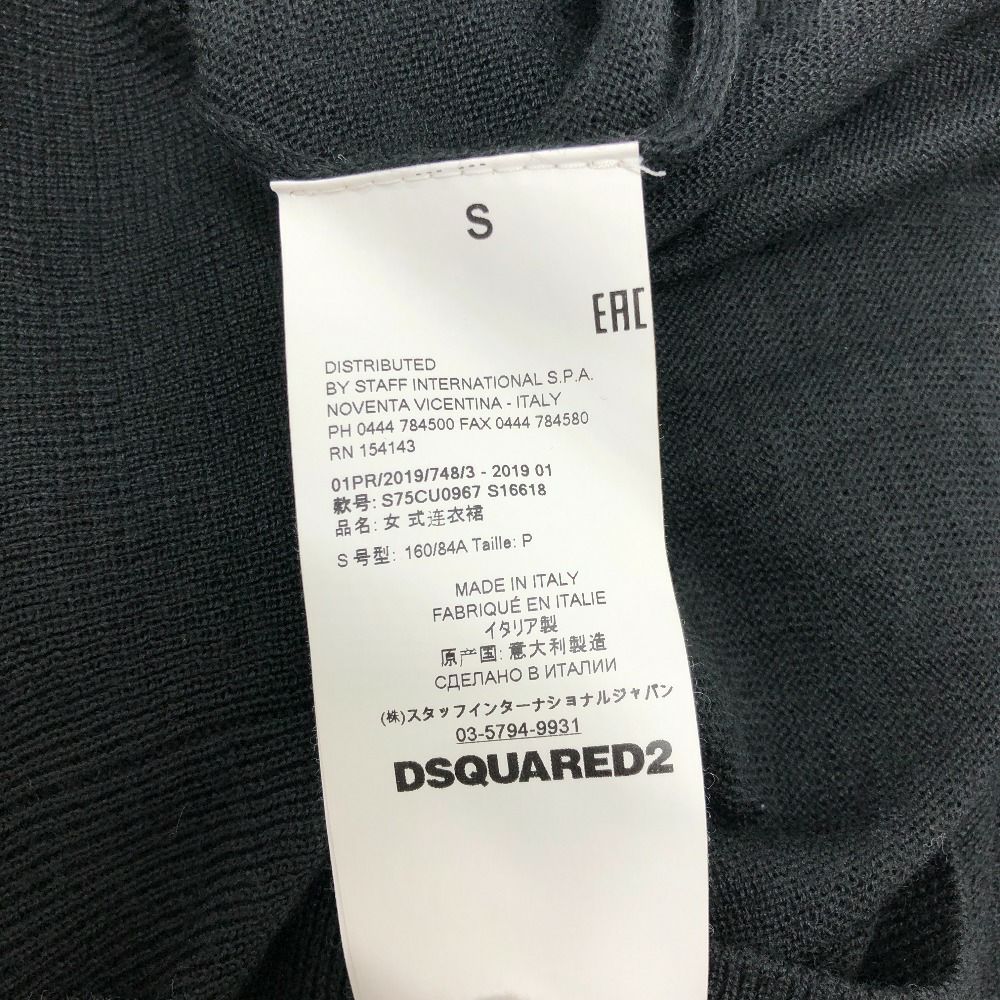 S
EAC
DISTRIBUTED
BY STAFF INTERNATIONAL S.P.A.
NOVENTA VICENTINA - ITALY
PH 0444 784500 FAX 0444 784580
RN 154143
01PR/2019/748/3 - 2019 01
款号: S75CU0967 S16618
品名: 女 式连衣裙
S 号型: 160/84A Taille: P
MADE IN ITALY
FABRIQUÉ EN ITALIE
イタリア製
原产国: 意大利製造
СДЕЛАНО В ИТАЛИИ
(株)スタッフインターナショナルジャパン
03-5794-9931
DSQUARED2